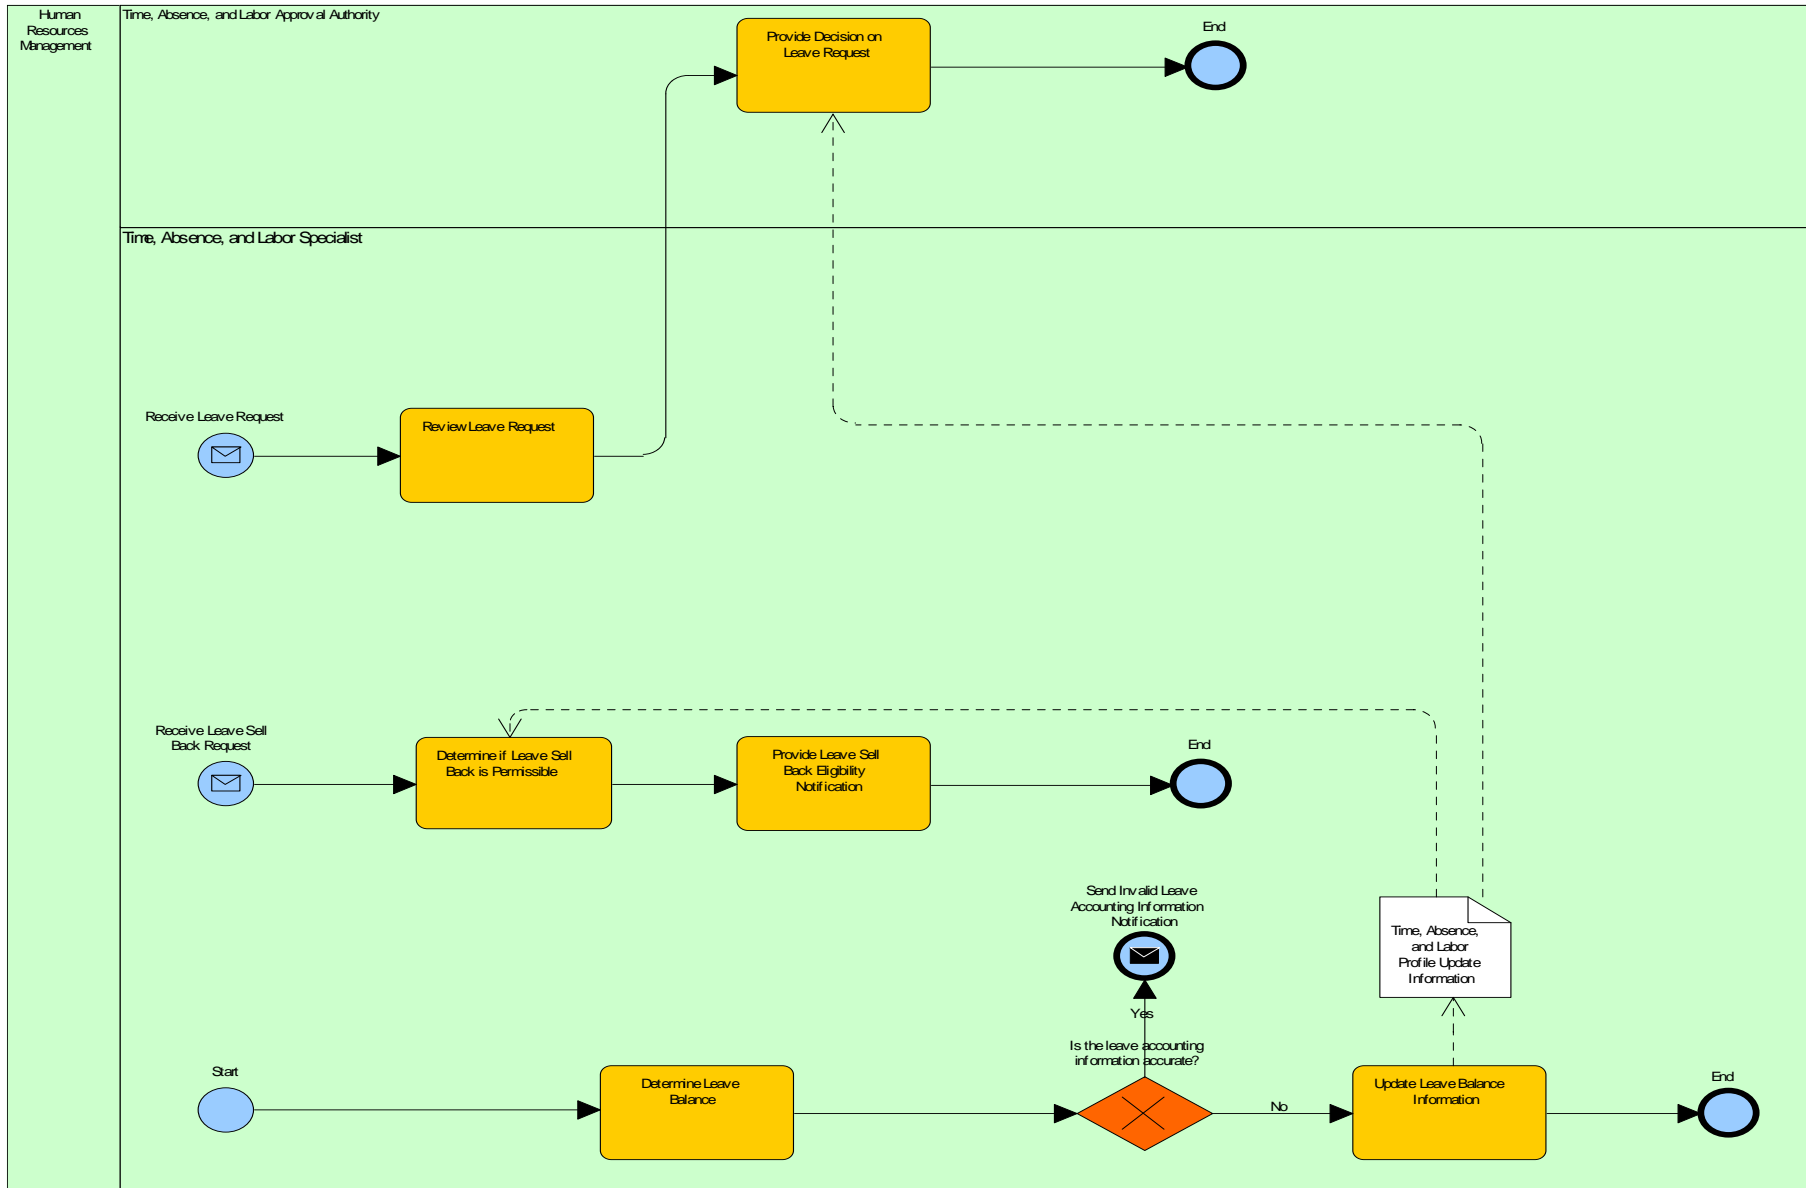 Human
Resources
Management
Time, Absence, and Labor Approval Authority
Provide Decision on
Leave Request
End
Time, Absence, and Labor Specialist
Receive Leave Request
Review Leave Request
Receive Leave Sell
Back Request
Determine if Leave Sell
Back is Permissible
Provide Leave Sell
Back Eligibility
Notification
End
Send Invalid Leave
Accounting Information
Notification
Time, Absence,
and Labor
Profile Update
Information
Yes
Is the leave accounting
information accurate?
Start
Determine Leave
Balance
No
Update Leave Balance
Information
End